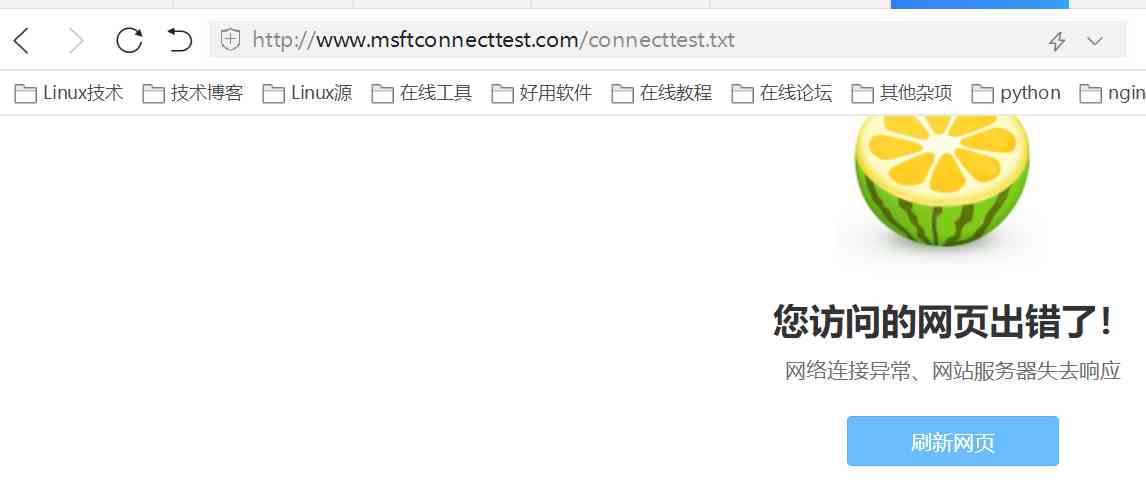 http://www.msftconnecttest.com/connecttest.txt
Linux技术 技术博客 Linux源 在线工具 好用软件 在线教程 在线论坛 其他杂项 python ngin
您访问的网页出错了！
网络连接异常、网站服务器失去响应
刷新网页